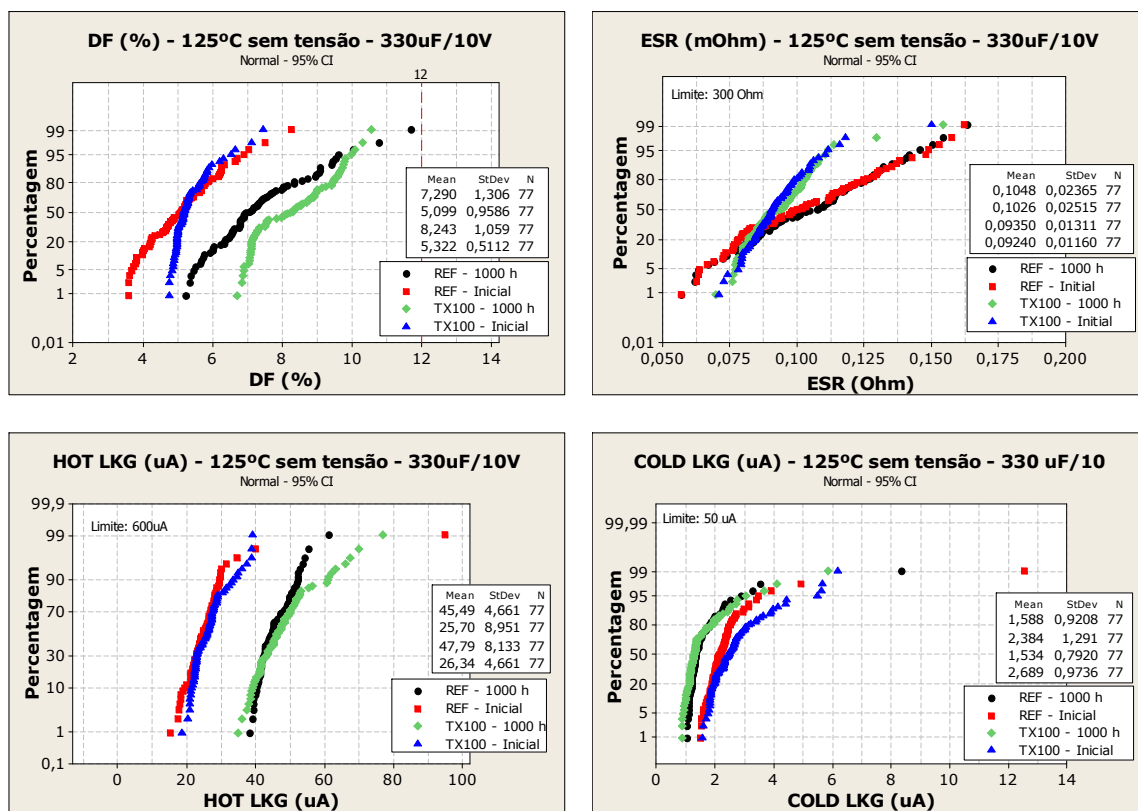 DF (%) - 125ºC sem tensão - 330uF/10V
Normal - 95% CI
12
Percentagem
99
95
80
50
20
5
1
0,01
Mean StDev N
7,290 1,306 77
5,099 0,9586 77
8,243 1,059 77
5,322 0,5112 77
REF - 1000 h
REF - Inicial
TX100 - 1000 h
TX100 - Inicial
2 4 6 8 10 12 14
DF (%)
ESR (mOhm) - 125ºC sem tensão - 330uF/10V
Normal - 95% CI
Limite: 300 Ohm
Percentagem
99
95
80
50
20
5
1
0,01
Mean StDev N
0,1048 0,02365 77
0,1026 0,02515 77
0,09350 0,01311 77
0,09240 0,01160 77
REF - 1000 h
REF - Initial
TX100 - 1000 h
TX100 - Initial
0,050 0,075 0,100 0,125 0,150 0,175 0,200
ESR (Ohm)
HOT LKG (uA) - 125ºC sem tensão - 330uF/10V
Normal - 95% CI
Limite: 600uA
Percentagem
99,9
99
90
70
30
10
1
0,1
Mean StDev N
45,49 4,661 77
25,70 8,951 77
47,79 8,133 77
26,34 4,661 77
REF - 1000 h
REF - Inicial
TX100 - 1000 h
TX100 - Inicial
0 20 40 60 80 100
HOT LKG (uA)
COLD LKG (uA) - 125ºC sem tensão - 330 uF/10
Normal - 95% CI
Limite: 50 uA
Percentagem
99,99
99
95
80
50
20
5
1
Mean StDev N
1,588 0,9208 77
2,384 1,291 77
1,534 0,7920 77
2,689 0,9736 77
REF - 1000 h
REF - Inicial
TX100 - 1000 h
TX100 - Inicial
0 2 4 6 8 10 12 14
COLD LKG (uA)